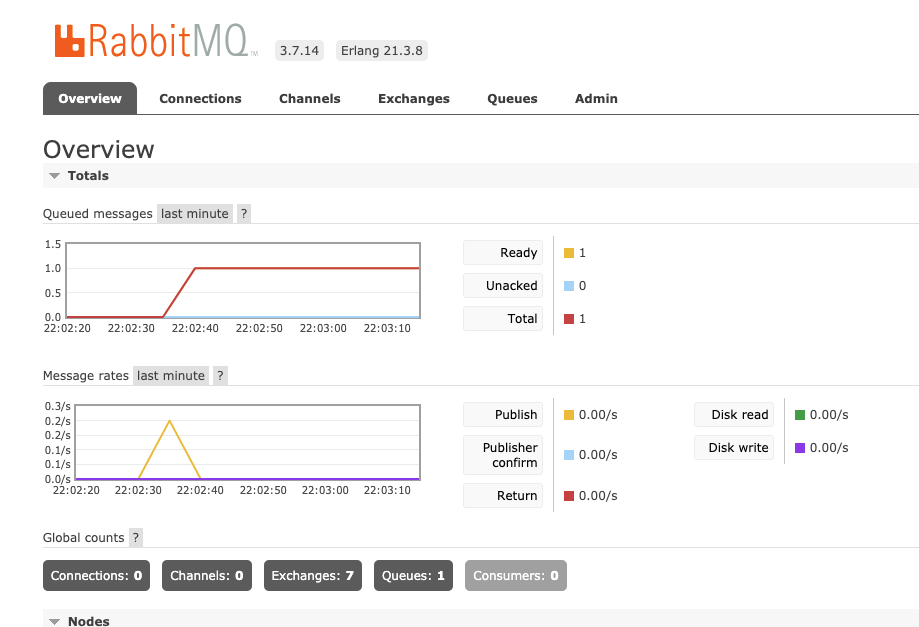 RabbitMQ TM 3.7.14 Erlang 21.3.8
Overview Connections Channels Exchanges Queues Admin
Overview
Totals
Queued messages last minute ?
1.5
1.0
0.5
0.0
22:02:20 22:02:30 22:02:40 22:02:50 22:03:00 22:03:10
Ready 1
Unacked 0
Total 1
Message rates last minute ?
0.3/s
0.2/s
0.2/s
0.1/s
0.1/s
0.0/s
22:02:20 22:02:30 22:02:40 22:02:50 22:03:00 22:03:10
Publish 0.00/s
Publisher
confirm 0.00/s
Return 0.00/s
Disk read 0.00/s
Disk write 0.00/s
Global counts ?
Connections: 0 Channels: 0 Exchanges: 7 Queues: 1 Consumers: 0
Nodes